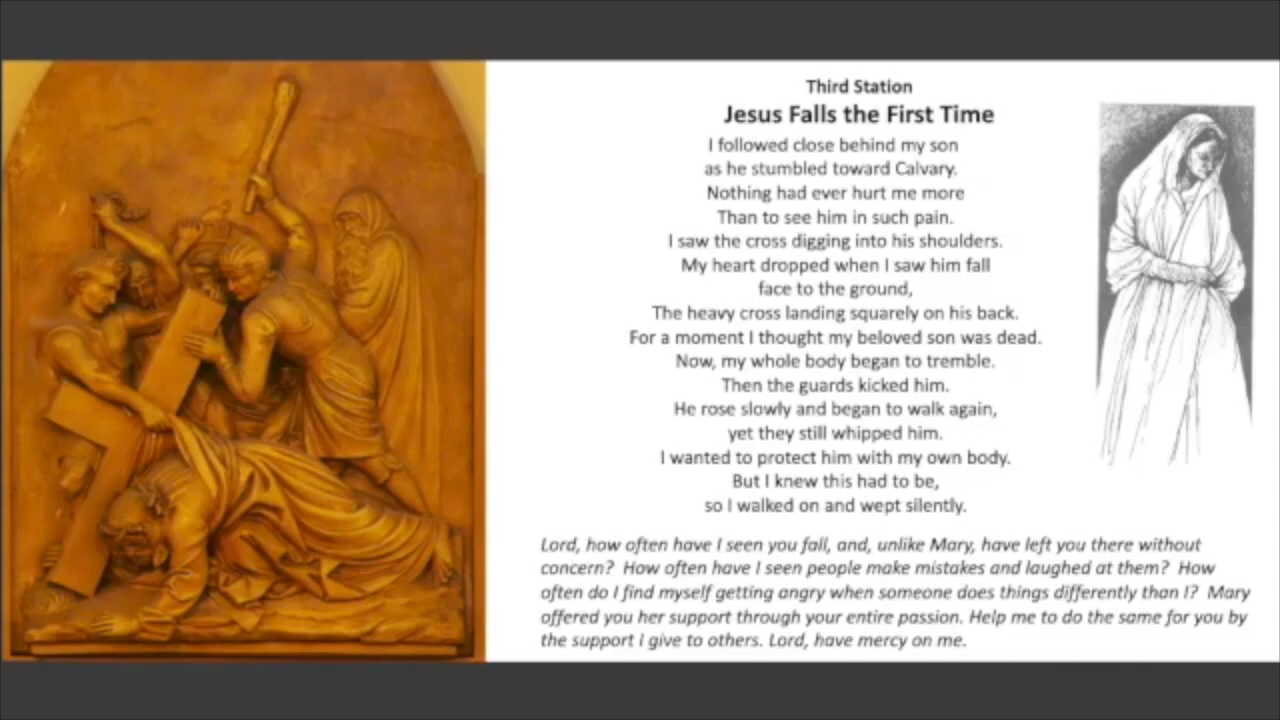 Third Station
Jesus Falls the First Time
I followed close behind my son
as he stumbled toward Calvary.
Nothing had ever hurt me more
Than to see him in such pain.
I saw the cross digging into his shoulders.
My heart dropped when I saw him fall
face to the ground,
The heavy cross landing squarely on his back.
For a moment I thought my beloved son was dead.
Now, my whole body began to tremble.
Then the guards kicked him.
He rose slowly and began to walk again,
yet they still whipped him.
I wanted to protect him with my own body.
But I knew this had to be,
so I walked on and wept silently.
Lord, how often have I seen you fall, and, unlike Mary, have left you there without
concern? How often have I seen people make mistakes and laughed at them? How
often do I find myself getting angry when someone does things differently than I? Mary
offered you her support through your entire passion. Help me to do the same for you by
the support I give to others. Lord, have mercy on me.